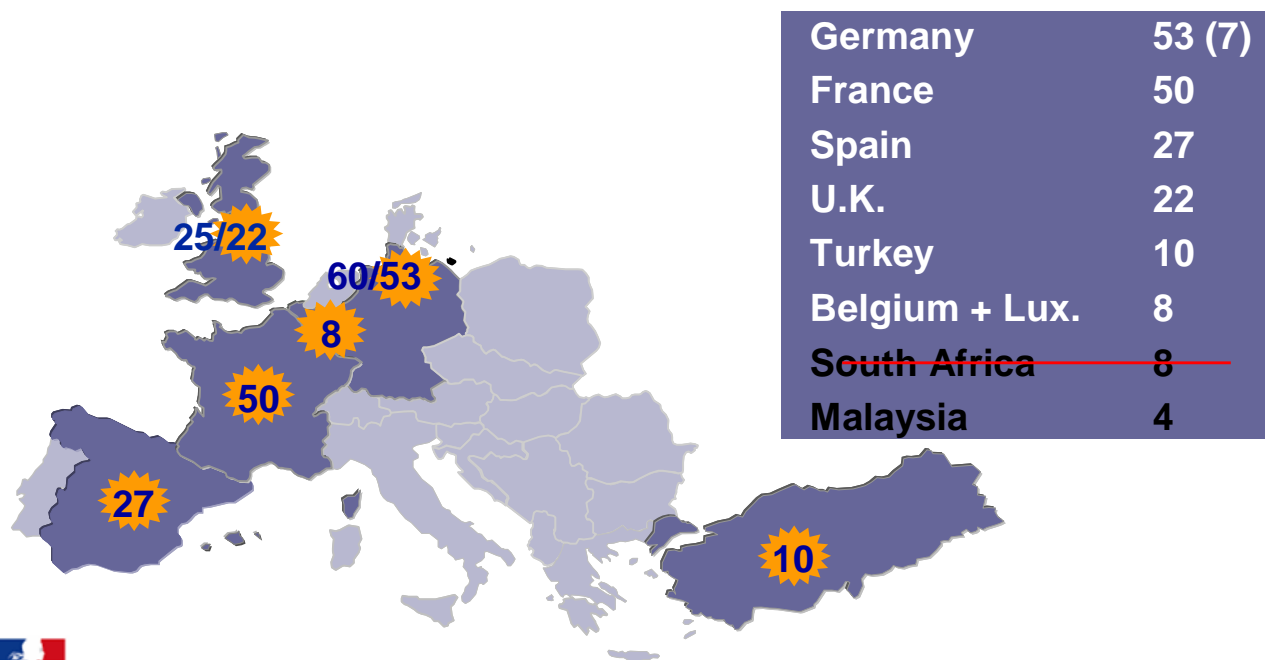 Germany 53 (7)
France 50
Spain 27
U.K. 22
Turkey 10
Belgium + Lux. 8
South Africa 8
Malaysia 4
25/22
60/53
8
50
27
10